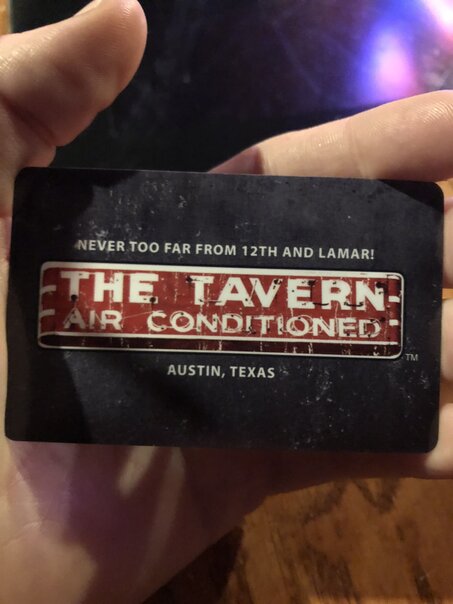 NEVER TOO FAR FROM 12TH AND LAMAR!
THE TAVERN
AIR CONDITIONED
TM
AUSTIN, TEXAS